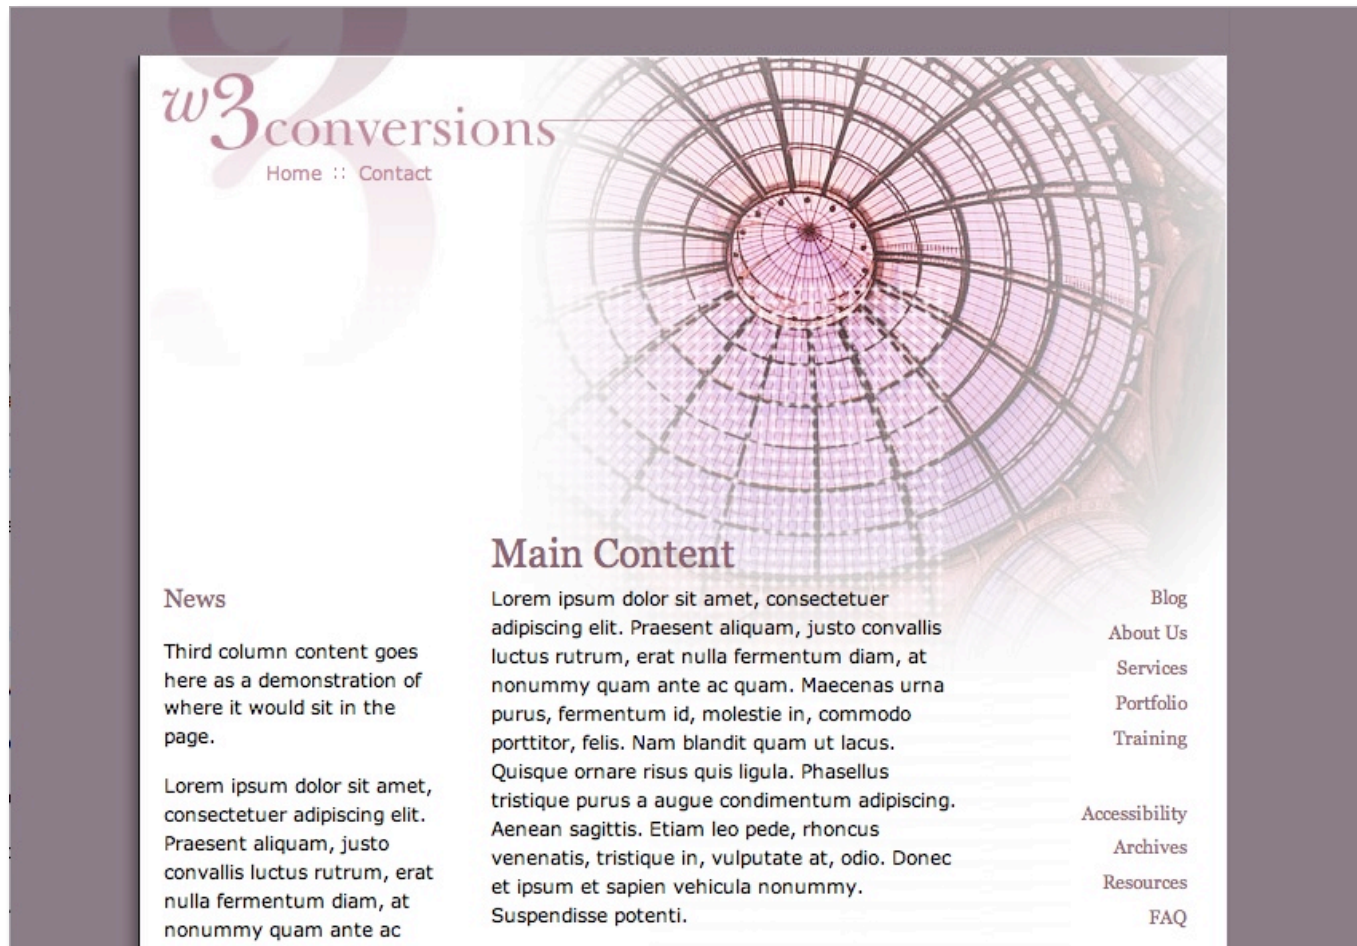 w3conversions
Home :: Contact
News
Third column content goes
here as a demonstration of
where it would sit in the
page.
Lorem ipsum dolor sit amet,
consectetuer adipiscing elit.
Praesent aliquam, justo
convallis luctus rutrum, erat
nulla fermentum diam, at
nonummy quam ante ac
Main Content
Lorem ipsum dolor sit amet, consectetuer
adipiscing elit. Praesent aliquam, justo convallis
luctus rutrum, erat nulla fermentum diam, at
nonummy quam ante ac quam. Maecenas urna
purus, fermentum id, molestie in, commodo
porttitor, felis. Nam blandit quam ut lacus.
Quisque ornare risus quis ligula. Phasellus
tristique purus a augue condimentum adipiscing.
Aenean sagittis. Etiam leo pede, rhoncus
venenatis, tristique in, vulputate at, odio. Donec
et ipsum et sapien vehicula nonummy.
Suspendisse potenti.
Blog
About Us
Services
Portfolio
Training
Accessibility
Archives
Resources
FAQ